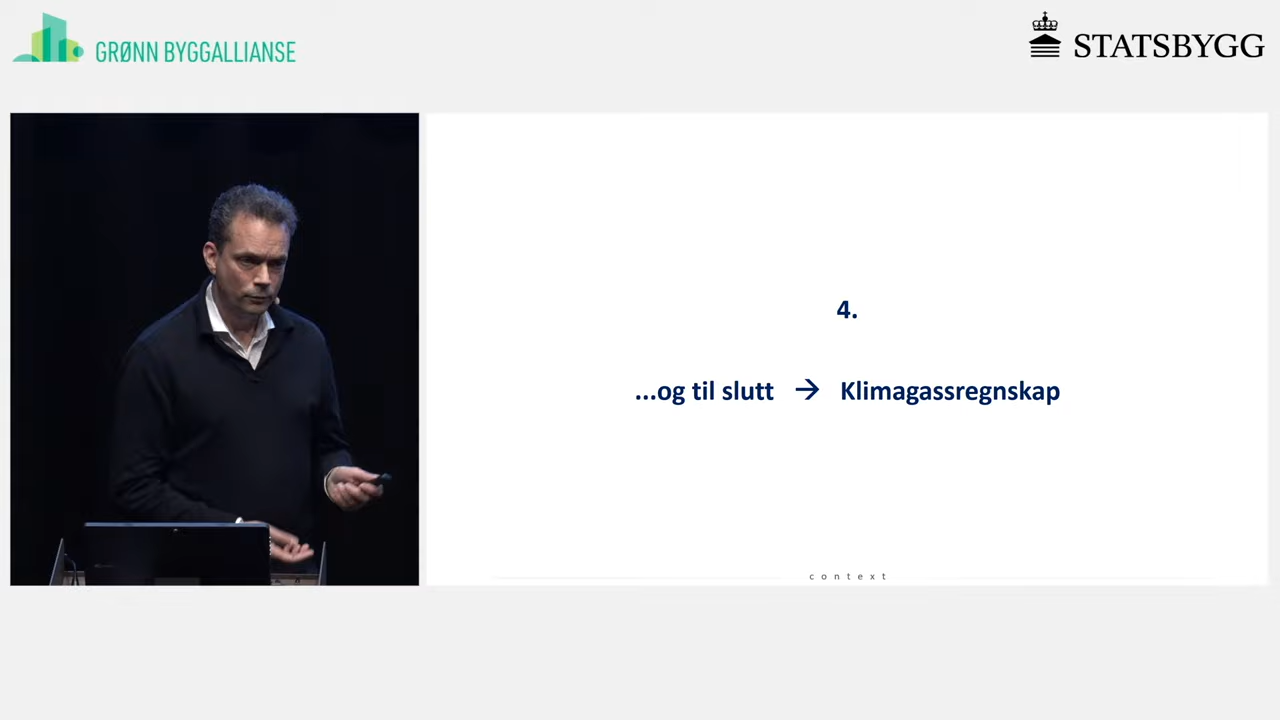 GRØNN BYGGALLIANSE
STATSBYGG
4.
...og til slutt → Klimagassregnskap
context